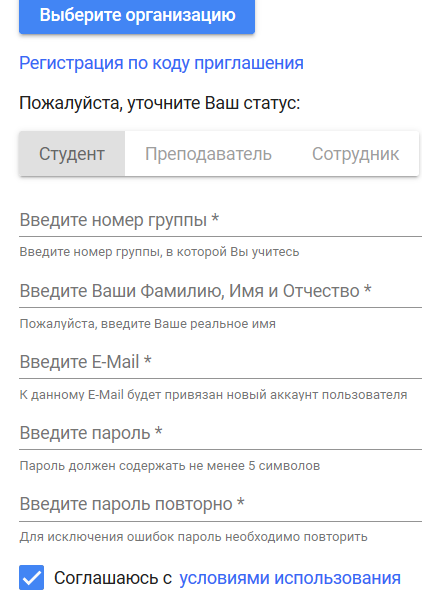 Выберите организацию
Регистрация по коду приглашения
Пожалуйста, уточните Ваш статус:
Студент Преподаватель Сотрудник
Введите номер группы *
Введите номер группы, в которой Вы учитесь
Введите Ваши Фамилию, Имя и Отчество *
Пожалуйста, введите Ваше реальное имя
Введите E-Mail *
К данному E-Mail будет привязан новый аккаунт пользователя
Введите пароль *
Пароль должен содержать не менее 5 символов
Введите пароль повторно *
Для исключения ошибок пароль необходимо повторить
Соглашаюсь с условиями использования